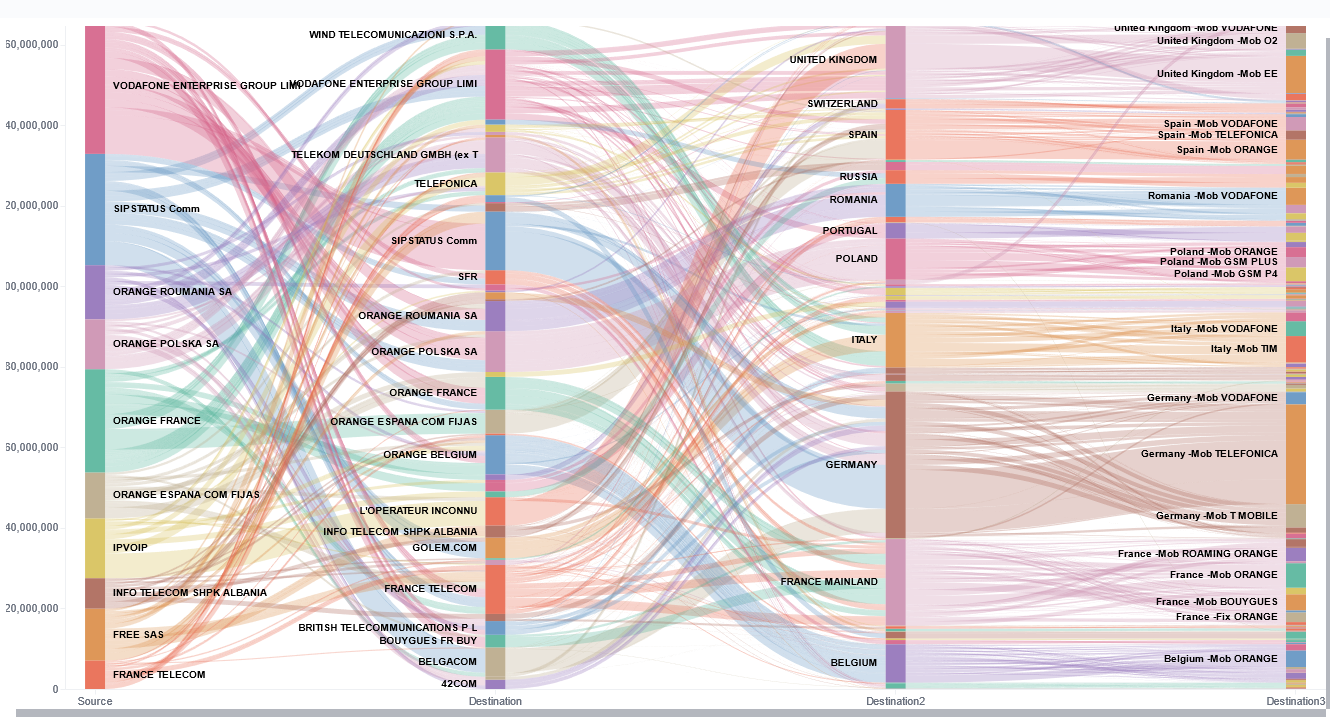 60,000,000
40,000,000
20,000,000
00,000,000
80,000,000
60,000,000
40,000,000
20,000,000
0
VODAFONE ENTERPRISE GROUP LIMI
SIPSTATUS Comm
ORANGE ROUMANIA SA
ORANGE POLSKA SA
ORANGE FRANCE
ORANGE ESPANA COM FIJAS
IPVOIP
INFO TELECOM SHPK ALBANIA
FREE SAS
FRANCE TELECOM
WIND TELECOMUNICAZIONI S.P.A.
VODAFONE ENTERPRISE GROUP LIMI
TELEKOM DEUTSCHLAND GMBH (ex T
TELEFONICA
SIPSTATUS Comm
SFR
ORANGE ROUMANIA SA
ORANGE POLSKA SA
ORANGE FRANCE
ORANGE ESPANA COM FIJAS
ORANGE BELGIUM
L'OPERATEUR INCONNU
INFO TELECOM SHPK ALBANIA
GOLEM.COM
FRANCE TELECOM
BRITISH TELECOMMUNICATIONS P L
BOUYGUES FR BUY
BELGACOM
42COM
UNITED KINGDOM
SWITZERLAND
SPAIN
RUSSIA
ROMANIA
PORTUGAL
POLAND
ITALY
GERMANY
FRANCE MAINLAND
BELGIUM
United Kingdom -Mob VODAFONE
United Kingdom -Mob O2
United Kingdom -Mob EE
Spain -Mob VODAFONE
Spain -Mob TELEFONICA
Spain -Mob ORANGE
Romania -Mob VODAFONE
Poland -Mob ORANGE
Poland -Mob GSM PLUS
Poland -Mob GSM P4
Italy -Mob VODAFONE
Italy -Mob TIM
Germany -Mob VODAFONE
Germany -Mob TELEFONICA
Germany -Mob T MOBILE
France -Mob ROAMING ORANGE
France -Mob ORANGE
France -Mob BOUYGUES
France -Fix ORANGE
Belgium -Mob ORANGE
Source
Destination
Destination2
Destination3